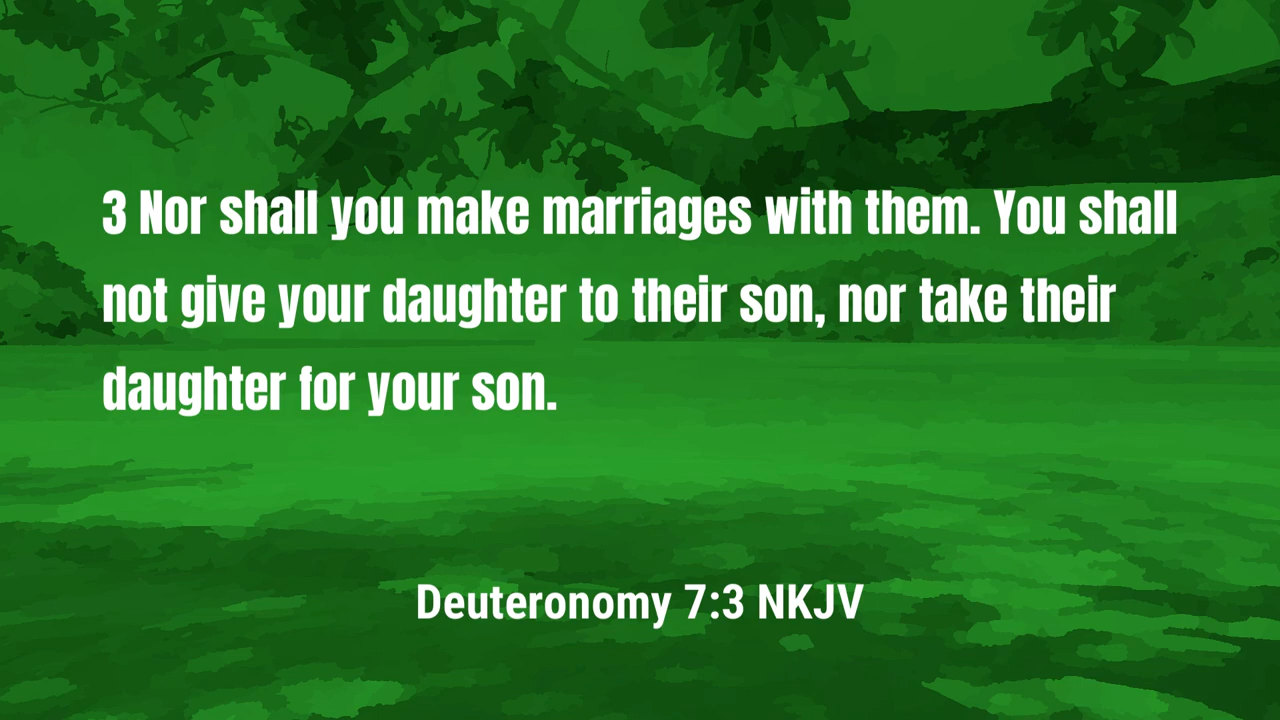 3 Nor shall you make marriages with them. You shall
not give your daughter to their son, nor take their
daughter for your son.
Deuteronomy 7:3 NKJV